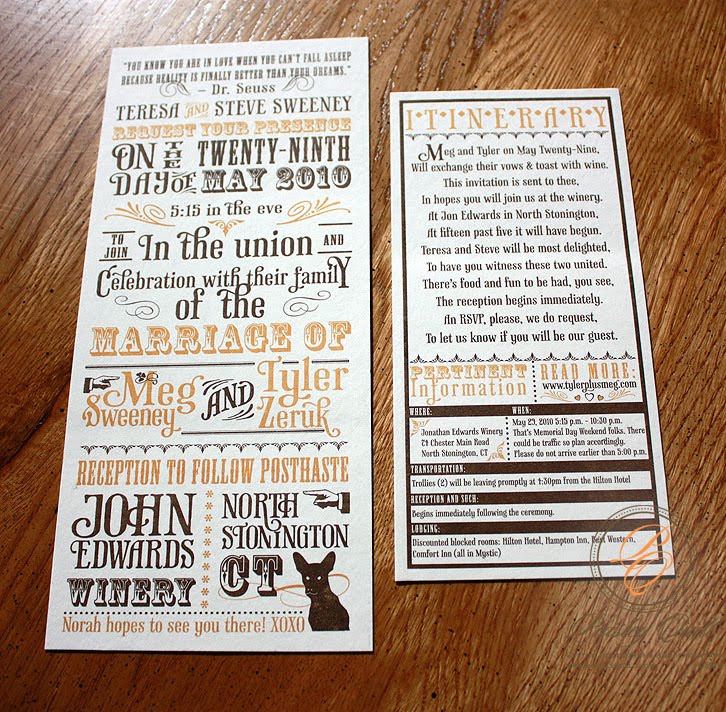 "YOU KNOW YOU ARE IN LOVE WHEN YOU CAN'T FALL ASLEEP
BECAUSE REALITY IS FINALLY BETTER THAN YOUR DREAMS."
- Dr. Seuss
TERESA AND STEVE SWEENEY
REQUEST YOUR PRESENCE
ON THE TWENTY-NINTH
DAY of MAY 2010
5:15 in the eve
TO JOIN In the union AND
Celebration with their familY
of the
MARRIAGE OF
Meg Sweeney AND Tyler Zeruk
RECEPTION TO FOLLOW POSTHASTE
JOHN
EDWARDS
WINERY
NORTH
STONINGTON
CT
Norah hopes to see you there! XOXO
I·T·I·N·E·R·A·R·Y
Meg and Tyler on May Twenty-Nine,
Will exchange their vows & toast with wine.
This invitation is sent to thee,
In hopes you will join us at the winery.
At Jon Edwards in North Stonington,
At fifteen past five it will have begun.
Teresa and Steve will be most delighted,
To have you witness these two united.
There's food and fun to be had, you see,
The reception begins immediately.
An RSVP, please, we do request,
To let us know if you will be our guest.
PERTINENT
Information
READ MORE:
www.tylerplusmeg.com
WHERE:
Jonathan Edwards Winery
74 Chester Main Road
North Stonington, CT
WHEN:
May 29, 2010 5:15 p.m. - 10:30 p.m.
That's Memorial Day Weekend folks. There
could be traffic so plan accordingly.
Please do not arrive earlier than 5:00 p.m.
TRANSPORTATION:
Trollies (2) will be leaving promptly at 4:30pm from the Hilton Hotel
RECEPTION AND SUCH:
Begins immediately following the ceremony.
LODGING:
Discounted blocked rooms: Hilton Hotel, Hampton Inn, Best Western,
Comfort Inn (all in Mystic)